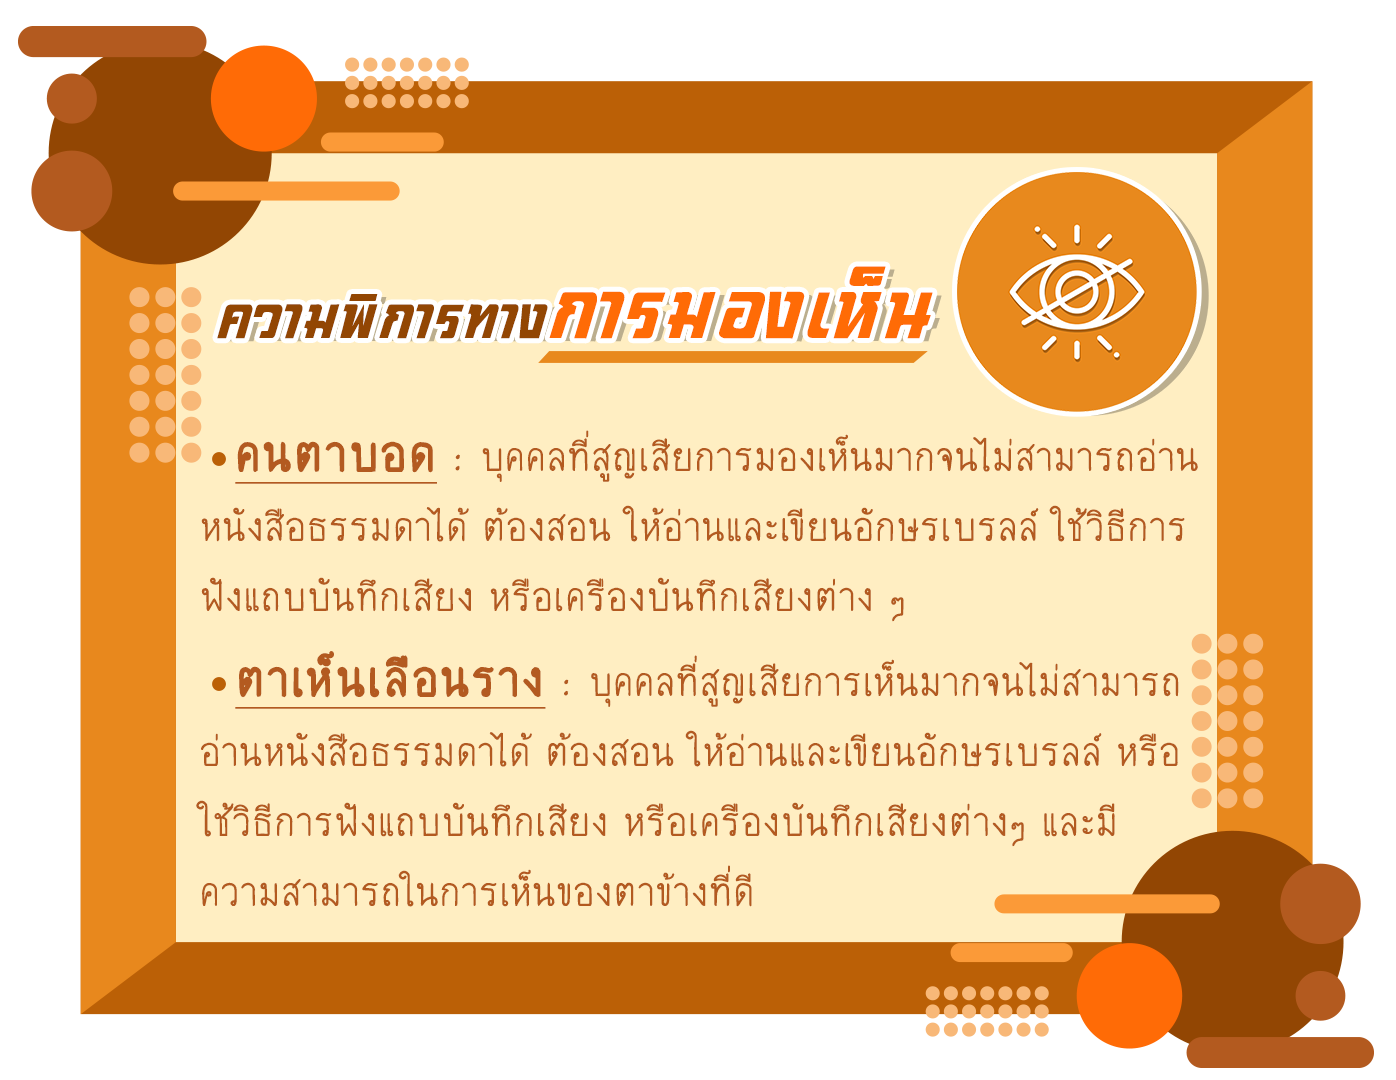 ความพิการทางการมองเห็น
• คนตาบอด : บุคคลที่สูญเสียการมองเห็นมากจนไม่สามารถอ่าน
หนังสือธรรมดาได้ ต้องสอน ให้อ่านและเขียนอักษรเบรลล์ ใช้วิธีการ
ฟังแถบบันทึกเสียง หรือเครื่องบันทึกเสียงต่าง ๆ
• ตาเห็นเลือนราง : บุคคลที่สูญเสียการเห็นมากจนไม่สามารถ
อ่านหนังสือธรรมดาได้ ต้องสอน ให้อ่านและเขียนอักษรเบรลล์ หรือ
ใช้วิธีการฟังแถบบันทึกเสียง หรือเครื่องบันทึกเสียงต่างๆ และมี
ความสามารถในการเห็นของตาข้างที่ดี